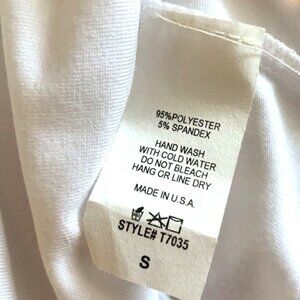 95%POLYESTER
5% SPANDEX
HAND WASH
WITH COLD WATER
DO NOT BLEACH
HANG OR LINE DRY
MADE IN U.S.A.
STYLE# T7035
S